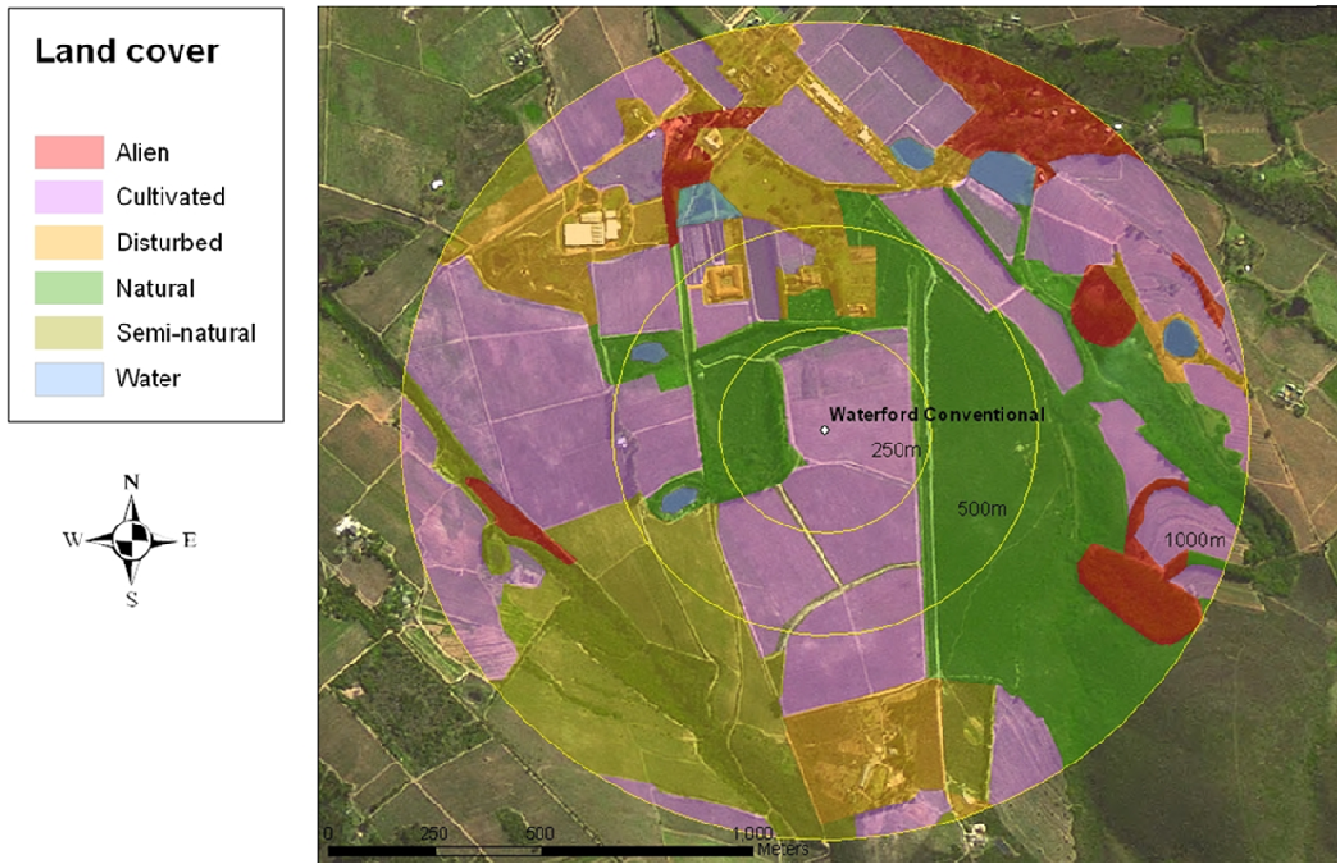 Land cover
Alien
Cultivated
Disturbed
Natural
Semi-natural
Water
N
W E
S
Waterford Conventional
250m
500m
1000m
0 250 500 1,000
Meters